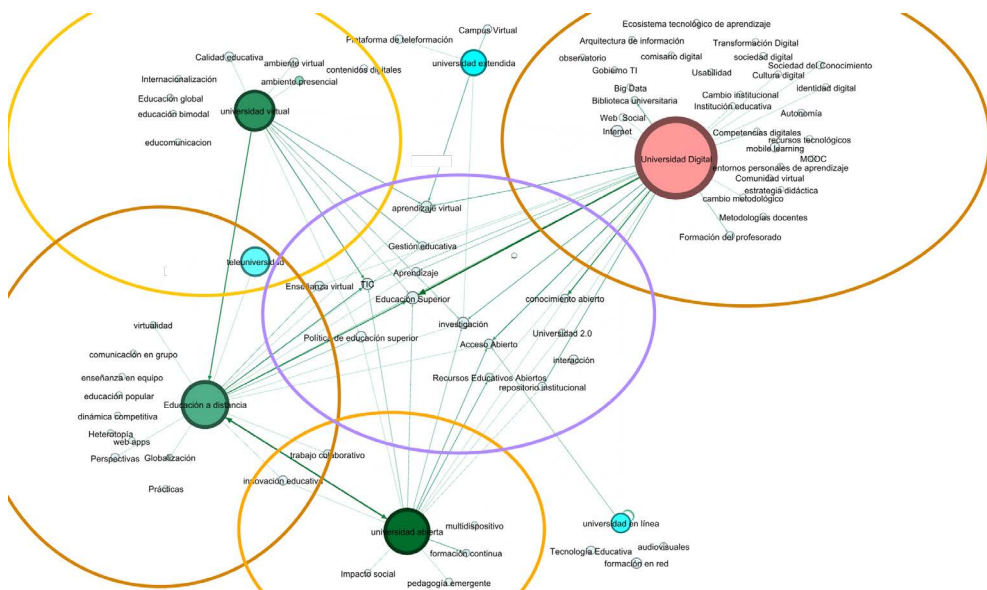 Ecosistema tecnológico de aprendizaje
Campus Virtual
Plataforma de teleformación
Arquitectura de información
Transformación Digital
comisario digital
sociedad digital
observatorio
Calidad educativa
ambiente virtual
contenidos digitales
universidad extendida
Gobierno TI
Usabilidad
Sociedad del Conocimiento
Cultura digital
Internacionalización
ambiente presencial
Big Data
identidad digital
Educación global
Biblioteca universitaria
Cambio institucional
Institución educativa
educación bimodal
universidad virtual
Web Social
Autonomía
Internet
Competencias digitales
educomunicacion
recursos tecnológicos
mobile learning
Universidad Digital
MOOC
entornos personales de aprendizaje
Comunidad virtual
estrategia didáctica
cambio metodológico
aprendizaje virtual
Metodologías docentes
Formación del profesorado
Gestión educativa
teleuniversidad
Aprendizaje
Enseñanza virtual
TIC
Educación Superior
conocimiento abierto
virtualidad
investigación
Política de educación superior
Universidad 2.0
Acceso Abierto
comunicación en grupo
interacción
enseñanza en equipo
Recursos Educativos Abiertos
repositorio institucional
educación popular
Educación a distancia
dinámica competitiva
Heterotopía
web apps
Perspectivas
Globalización
trabajo colaborativo
Prácticas
innovación educativa
universidad abierta
multidispositivo
universidad en línea
formación continua
Tecnología Educativa
audiovisuales
formación en red
Impacto social
pedagogía emergente